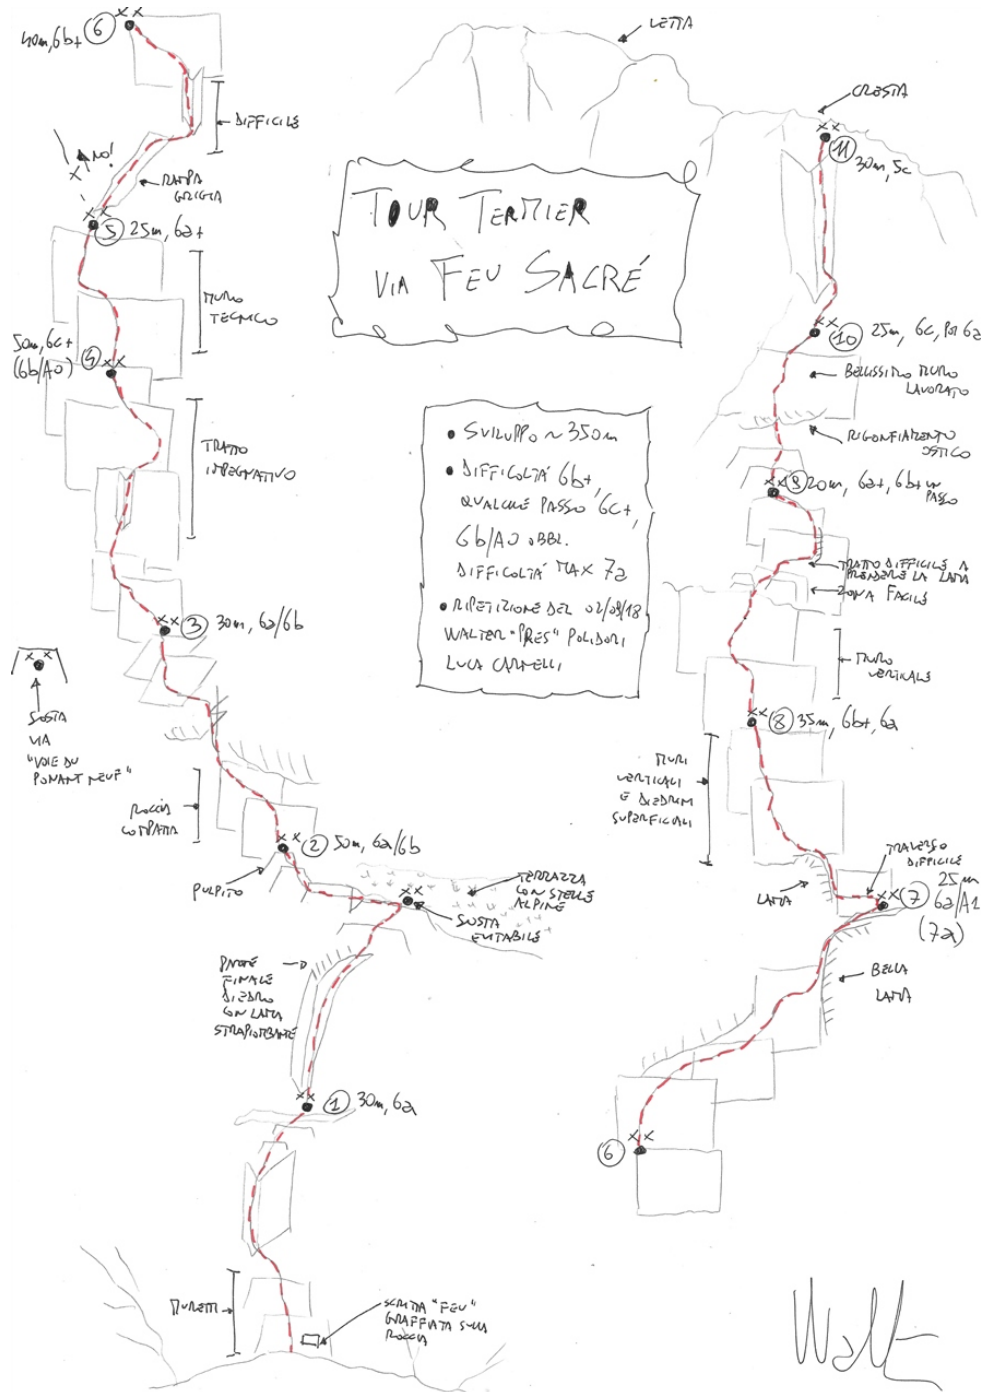 VETTA
CRESTA
TOUR TERMIER
VIA FEU SACRÉ
• SVILUPPO ~ 350m
• DIFFICOLTÀ 6b+,
QUALCHE PASSO 6c+,
6b/A0 OBBL.
DIFFICOLTÀ MAX 7a
• RIPETIZIONE DEL
WALTER "PRES" POLIDORI
LUCA
6
40m, 6b+
DIFFICILE
NO!
RAMPA
GRIGIA
5 25m, 6a+
MURO
TECNICO
50m, 6c+
(6b/A0)
4
TRATTO
IMPEGNATIVO
3 30m, 6a/6b
SOSTA
VIA
"VOIE DU
PONANT NEUF"
ROCCIA
COMPATTA
2 50m, 6a/6b
PULPITO
TERRAZZA
CON STELLE
ALPINE
SOSTA
EVITABILE
PARTE
FINALE
DIEDRO
CON LAMA
STRAPIOMBANTE
1 30m, 6a
MURETTI
SCRITTA "FEU"
GRAFFIATA SULLA
ROCCIA
11
30m, 5c
10 25m, 6c, POI 6a
BELLISSIMO MURO
LAVORATO
RIGONFIAMENTO
OSTICO
9 20m, 6a+, 6b+ UN
PASSO
TRATTO DIFFICILE A
PRENDERE LA LAMA
ZONA FACILE
MURO
VERTICALE
8 35m, 6b+, 6a
MURI
VERTICALI
E DIEDRINI
SUPERFICIALI
TRAVERSO
DIFFICILE
LAMA
7 25m
6a/A1
(7a)
BELLA
LAMA
6
Walter